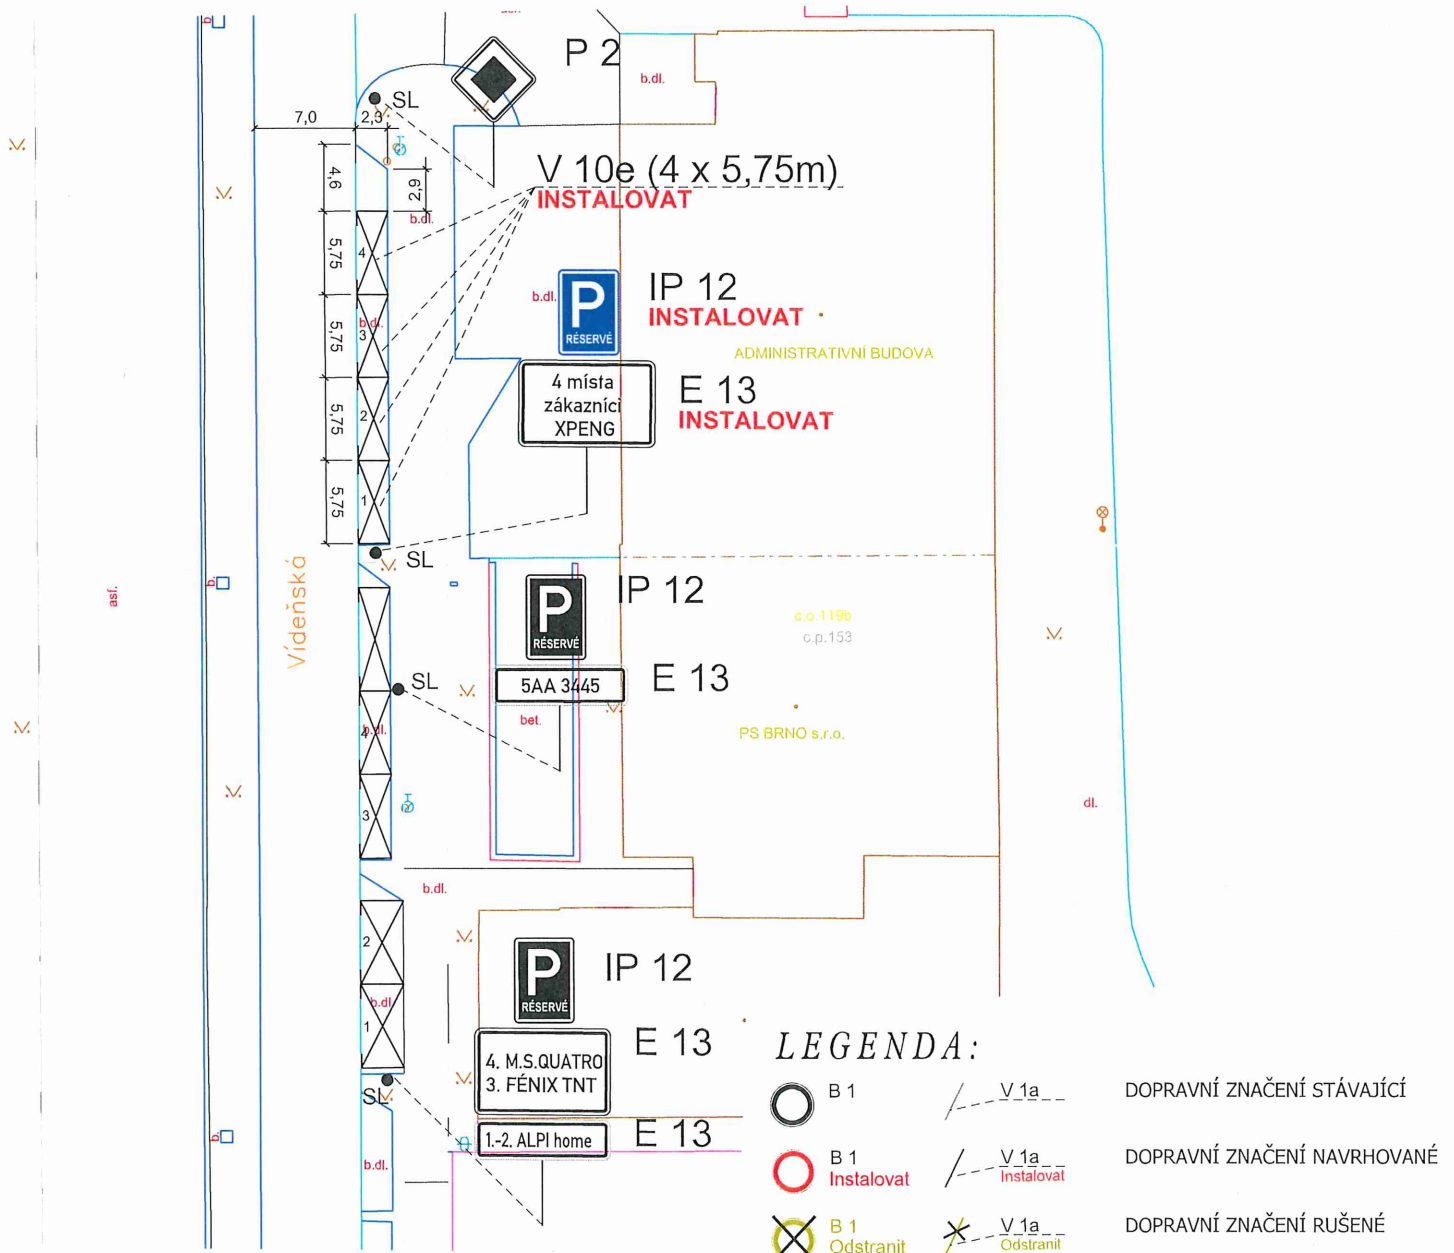 b.
b.dl.
P 2
SL
7,0
2,3
4,6
2,9
b.dl.
V 10e (4 x 5,75m)
INSTALOVAT
5,75
4
b.dl.
P
RÉSERVÉ
IP 12
INSTALOVAT
5,75
b.dl.
3
ADMINISTRATIVNÍ BUDOVA
4 místa
zákazníci
XPENG
E 13
INSTALOVAT
5,75
2
5,75
1
SL
Vídeňská
asf.
b.
P
RÉSERVÉ
IP 12
č.o.119b
č.p.153
SL
5AA 3445
E 13
bet.
b.dl.
4
PS BRNO s.r.o.
3
dl.
b.dl.
2
P
RÉSERVÉ
IP 12
b.dl.
1
4. M.S.QUATRO
3. FÉNIX TNT
E 13
SL
1.-2. ALPI home
E 13
b.
b.dl.
LEGENDA:
B 1
V 1a
DOPRAVNÍ ZNAČENÍ STÁVAJÍCÍ
B 1
Instalovat
V 1a
Instalovat
DOPRAVNÍ ZNAČENÍ NAVRHOVANÉ
B 1
Odstranit
V 1a
Odstranit
DOPRAVNÍ ZNAČENÍ RUŠENÉ